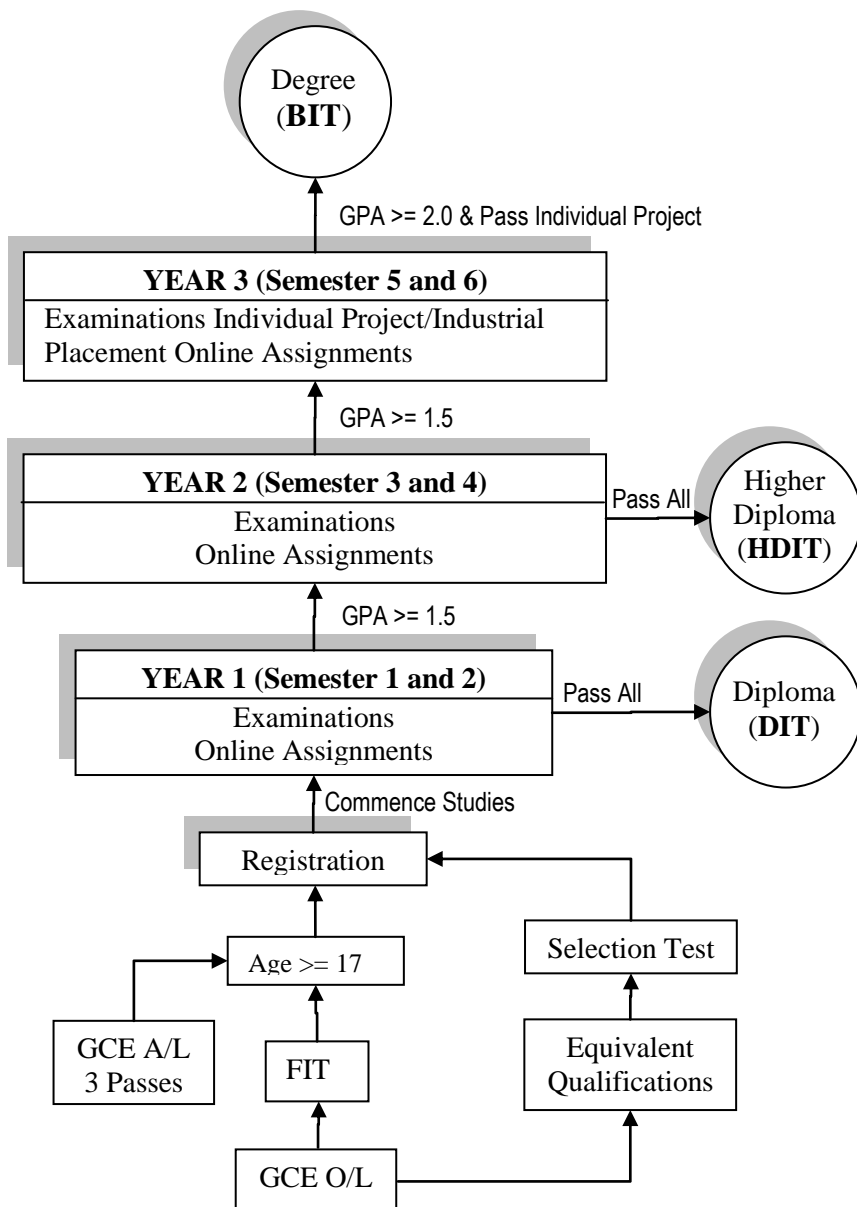 Degree
(BIT)
GPA >= 2.0 & Pass Individual Project
YEAR 3 (Semester 5 and 6)
Examinations Individual Project/Industrial
Placement Online Assignments
GPA >= 1.5
YEAR 2 (Semester 3 and 4)
Examinations
Online Assignments
Pass All
Higher
Diploma
(HDIT)
GPA >= 1.5
YEAR 1 (Semester 1 and 2)
Examinations
Online Assignments
Pass All
Diploma
(DIT)
Commence Studies
Registration
Age >= 17
Selection Test
GCE A/L
3 Passes
FIT
Equivalent
Qualifications
GCE O/L